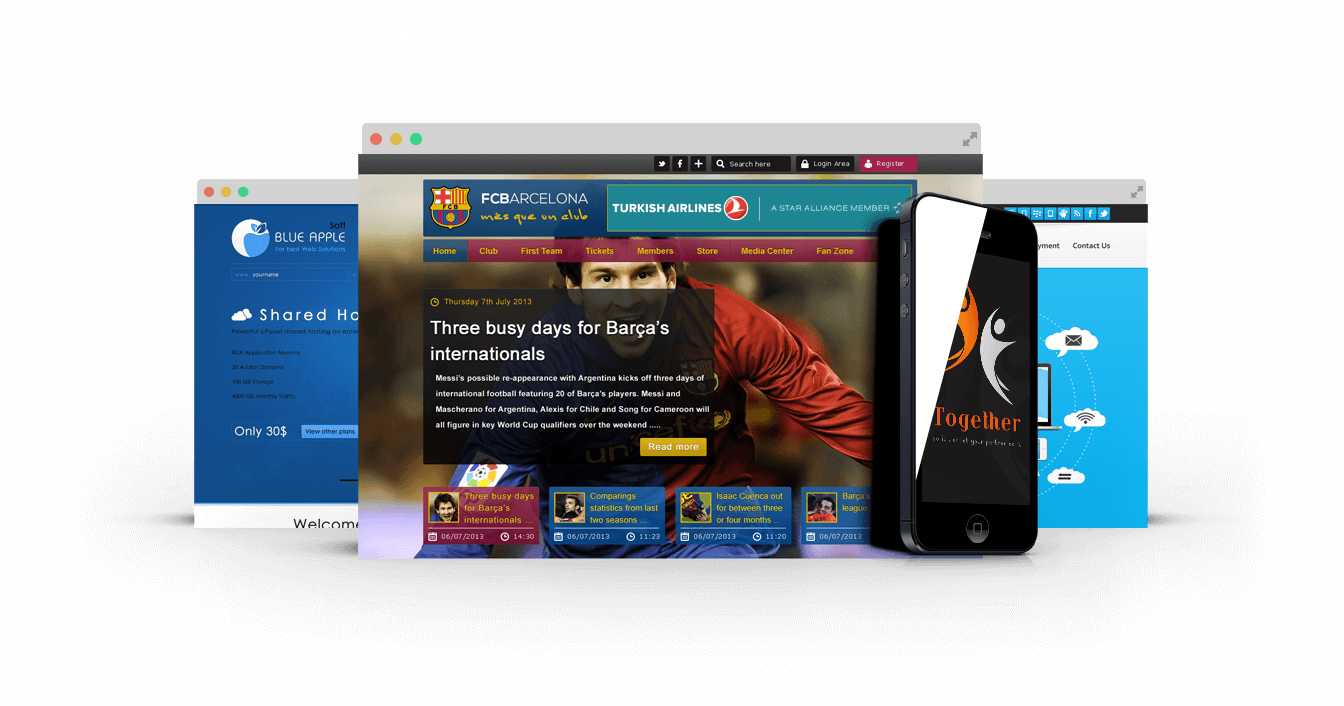 Search here
Login Area
Register
FCBARCELONA
més que un club
TURKISH AIRLINES
A STAR ALLIANCE MEMBER
FCB
Home
Club
First Team
Tickets
Members
Store
Media Center
Fan Zone
Thursday 7th July 2013
Three busy days for Barça's
internationals
Messi's possible re-appearance with Argentina kicks off three days of
international football featuring 20 of Barça's players. Messi and
Mascherano for Argentina, Alexis for Chile and Song for Cameroon will
all figure in key World Cup qualifiers over the weekend .....
Read more
Three busy days
for Barça's
internationals ...
06/07/2013
14:30
Comparings
statistics from last
two seasons ...
06/07/2013
11:23
Isaac Cuenca out
for between three
or four months ..
06/07/2013
11:20
Barça's
league
06/07/2013
Soft
BLUE APPLE
For best Web Solutions
www. yourname
Shared Ho
Powerful cPanel shared hosting on
8GB Application Memory
30 Addon Domains
100 GB Storage
4000 GB Monthly Traffic
Only 30$
View other plans
Welcome
Together
yment
Contact Us